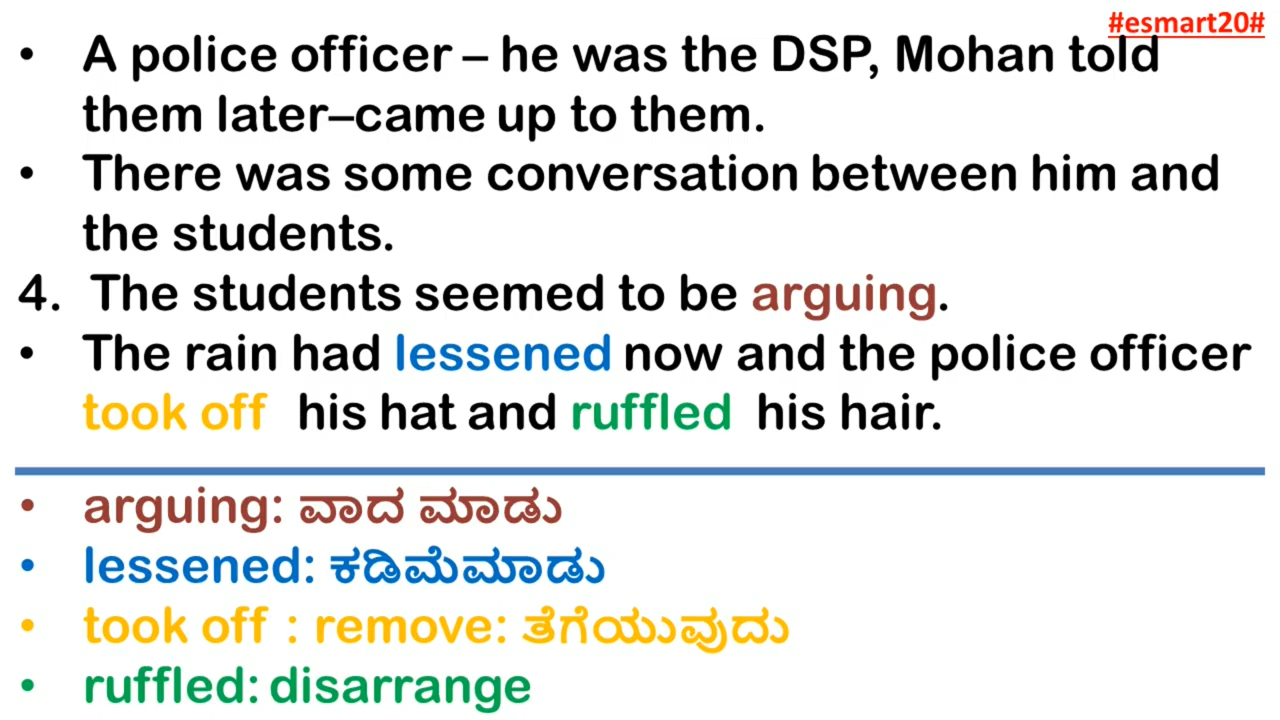 #esmart20#
• A police officer – he was the DSP, Mohan told
them later–came up to them.
• There was some conversation between him and
the students.
4. The students seemed to be arguing.
• The rain had lessened now and the police officer
took off his hat and ruffled his hair.
• arguing: ವಾದ ಮಾಡು
• lessened: ಕಡಿಮೆಮಾಡು
• took off : remove: ತೆಗೆಯುವುದು
• ruffled: disarrange